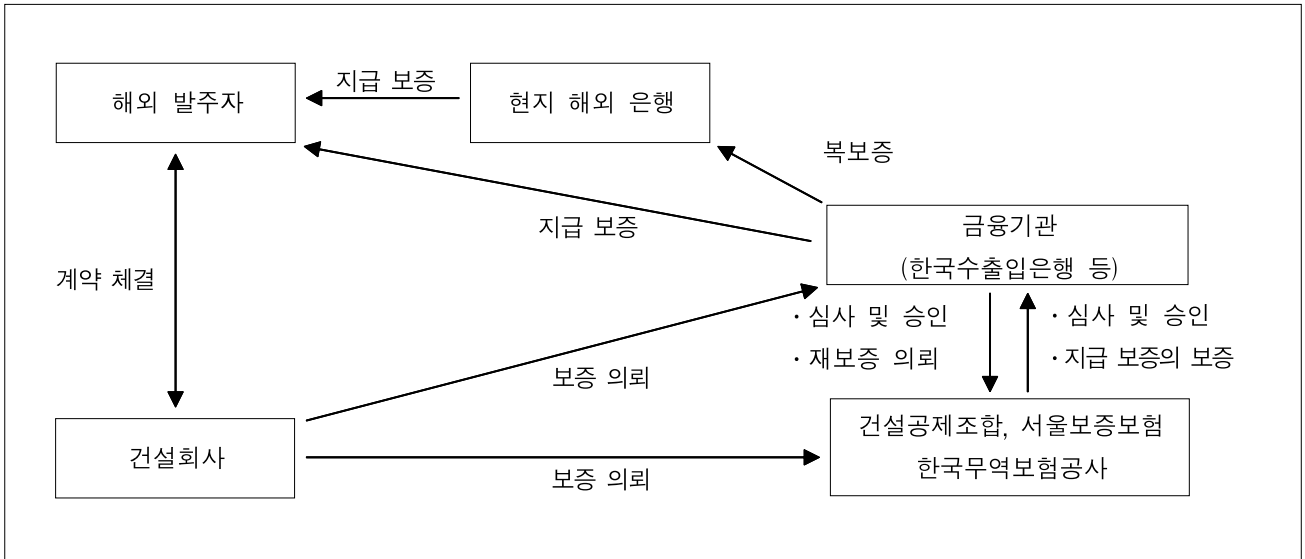 해외 발주자
지급 보증
현지 해외 은행
복보증
지급 보증
금융기관
(한국수출입은행 등)
계약 체결
· 심사 및 승인
· 재보증 의뢰
· 심사 및 승인
· 지급 보증의 보증
보증 의뢰
건설회사
보증 의뢰
건설공제조합, 서울보증보험
한국무역보험공사